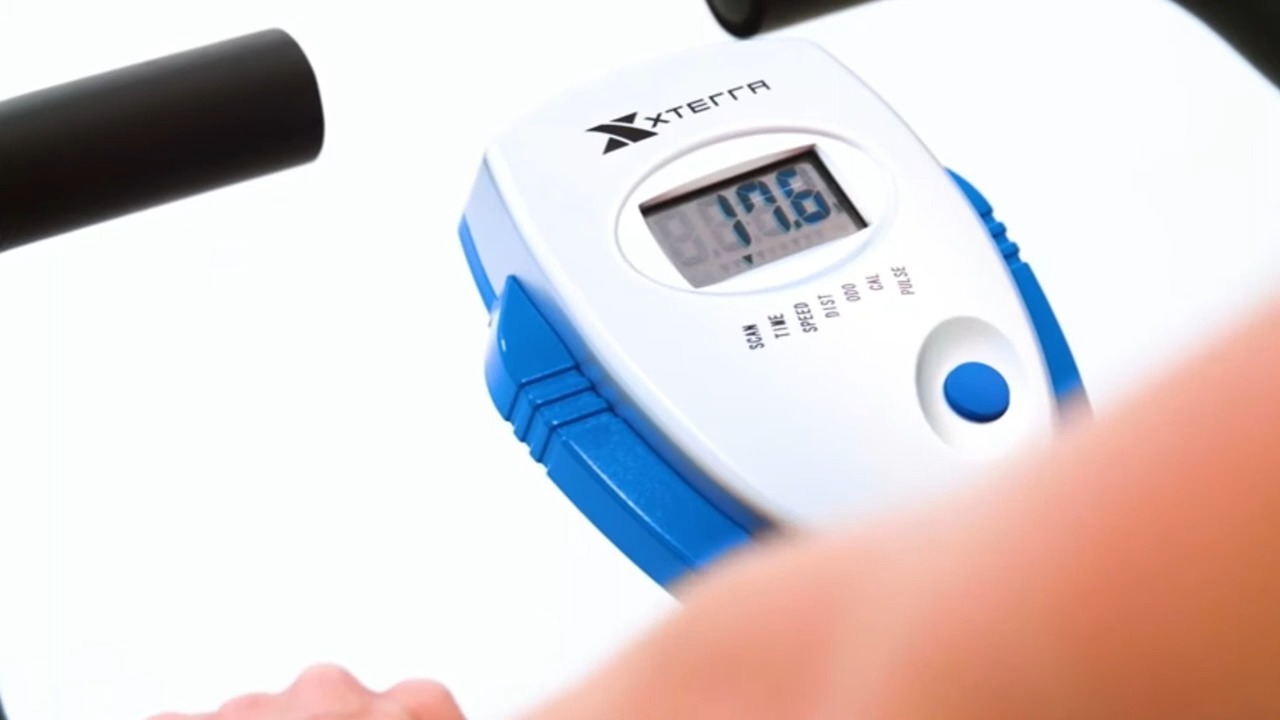 XTERRA
17.6
SCAN
TIME
SPEED
DIST
ODO
CAL
PULSE